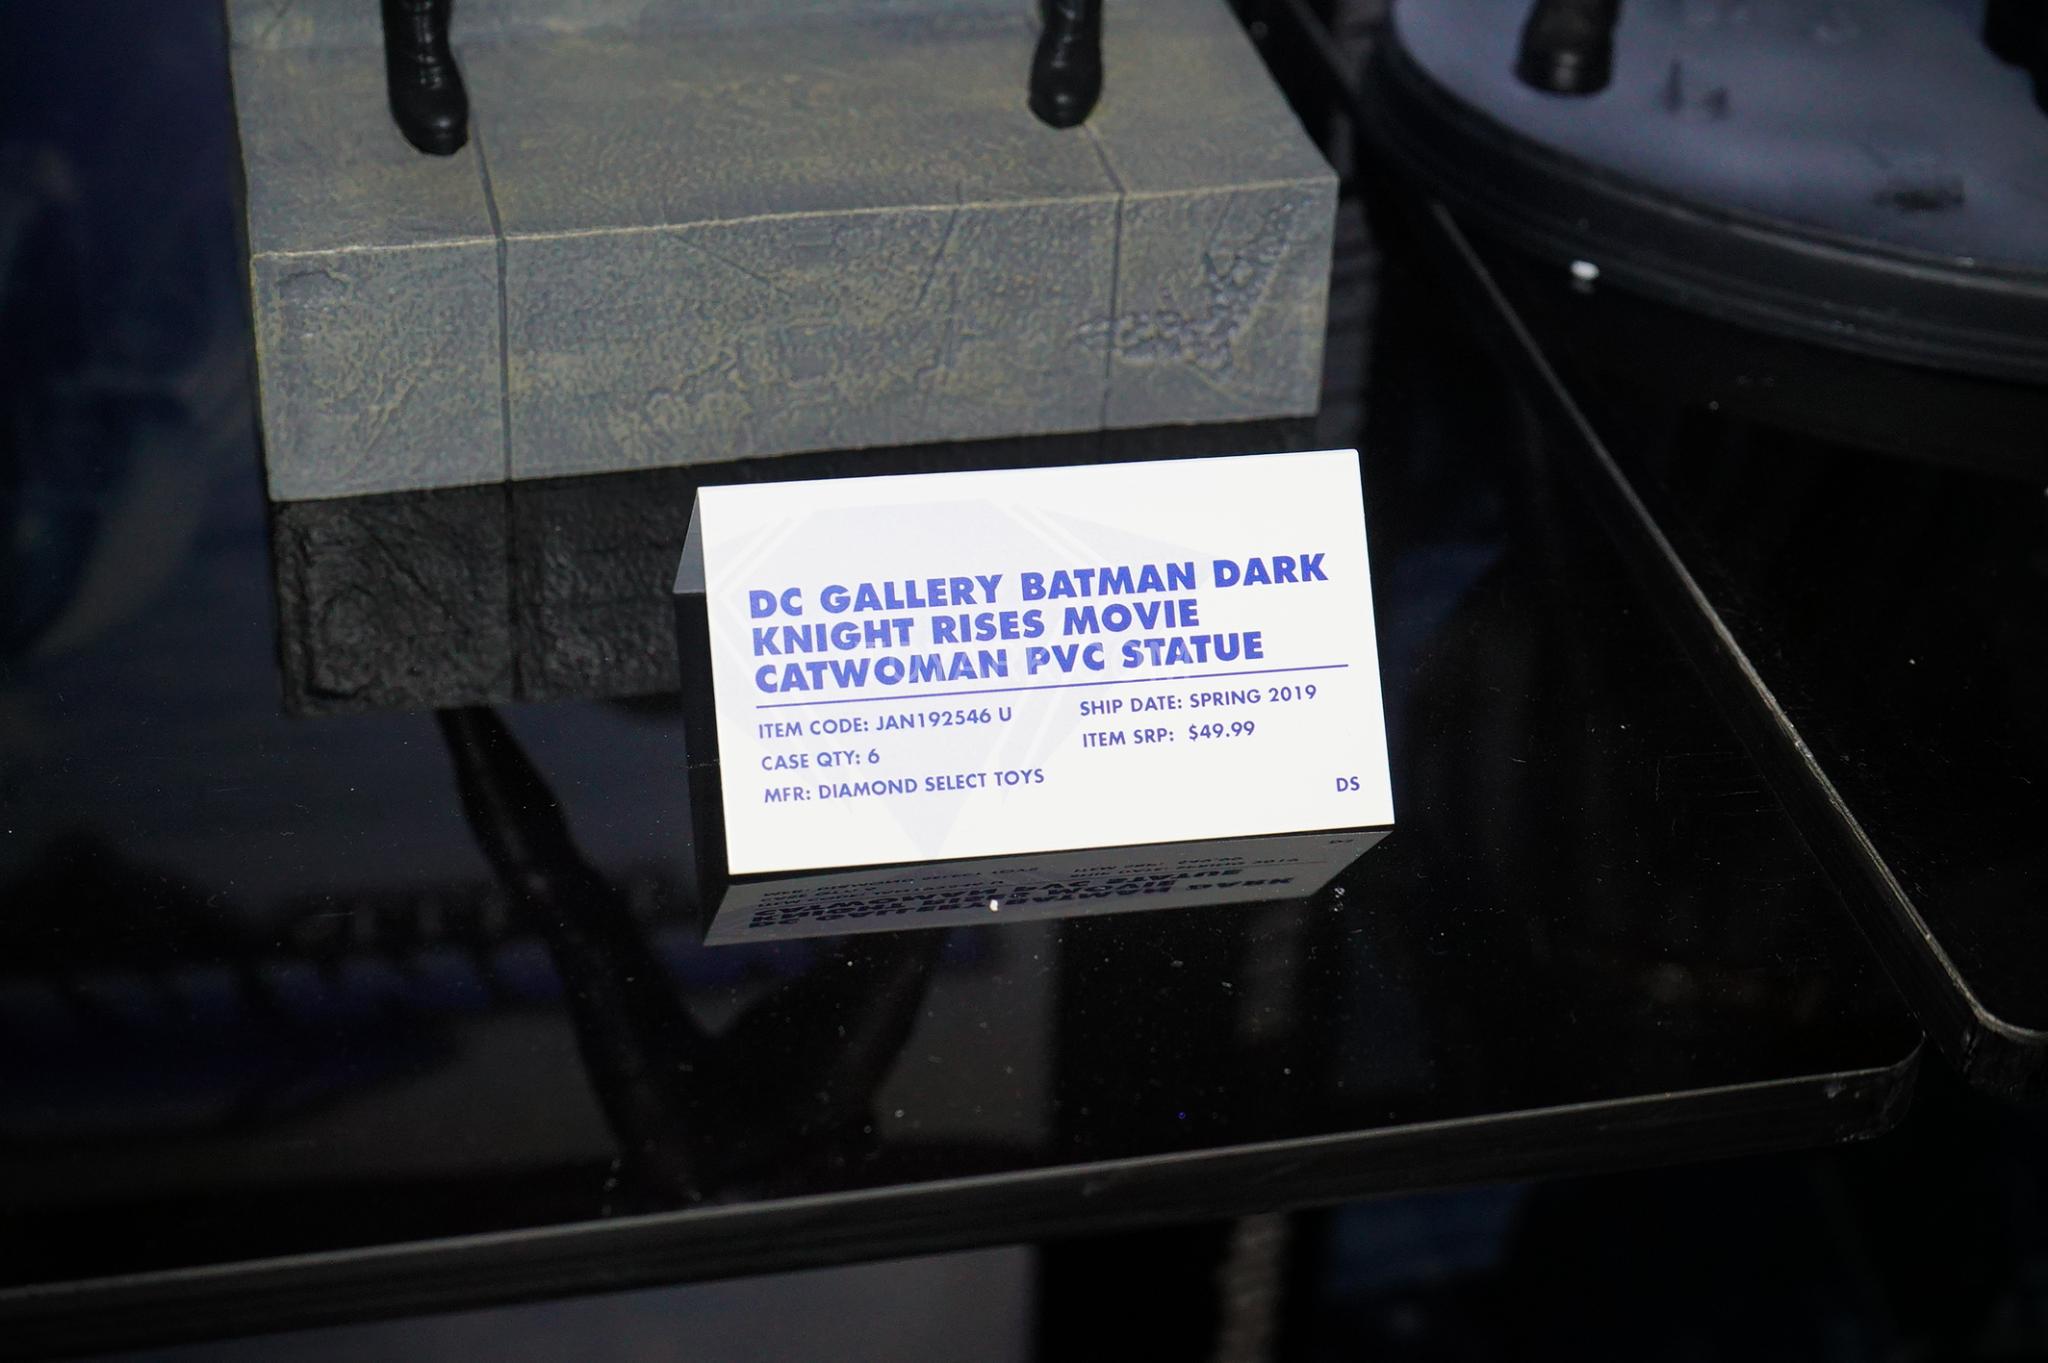 DC GALLERY BATMAN DARK
KNIGHT RISES MOVIE
CATWOMAN PVC STATUE
ITEM CODE: JAN192546 U
SHIP DATE: SPRING 2019
CASE QTY: 6
ITEM SRP: $49.99
MFR: DIAMOND SELECT TOYS
DS